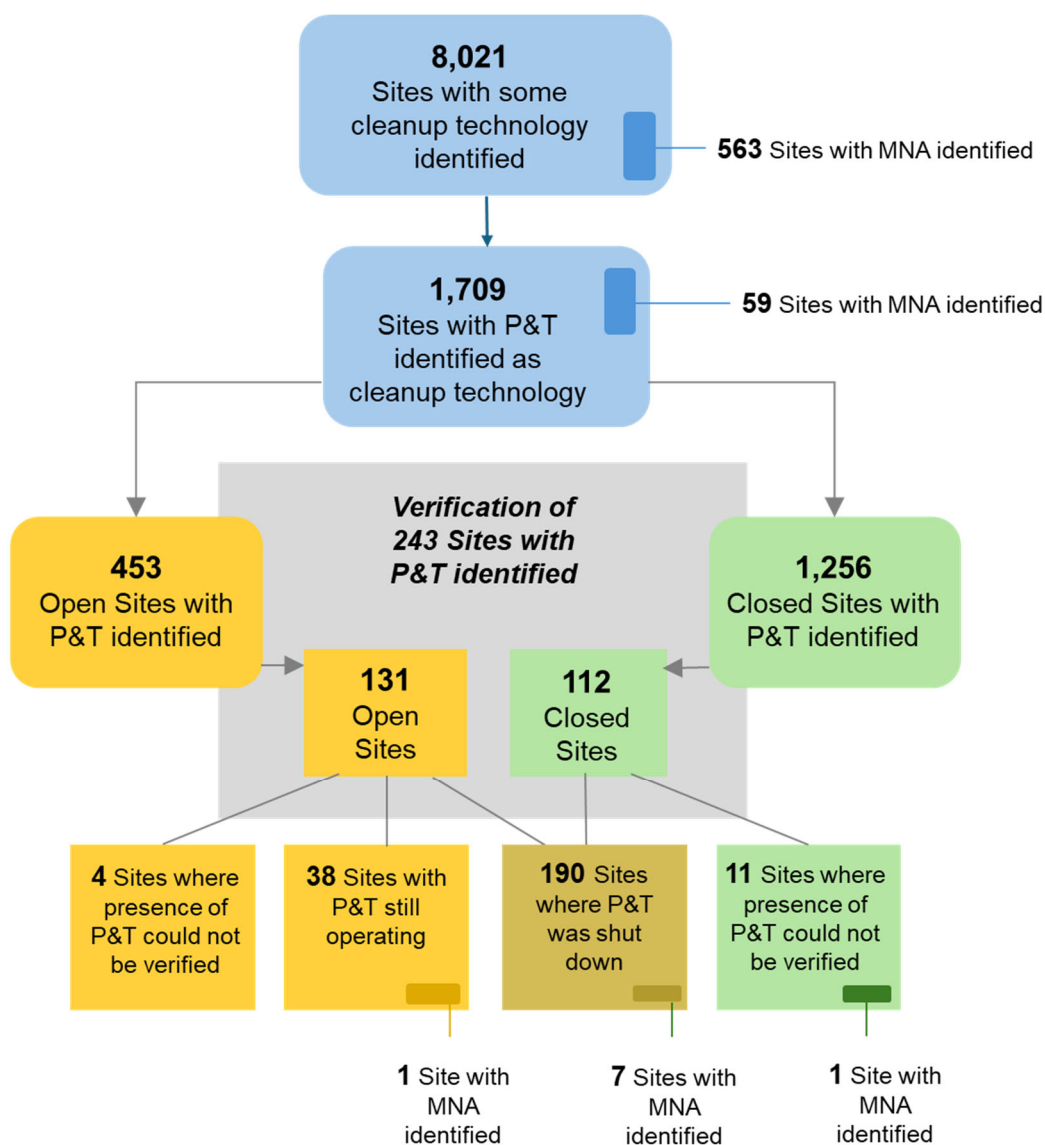 8,021
Sites with some
cleanup technology
identified
563 Sites with MNA identified
1,709
Sites with P&T
identified as
cleanup technology
59 Sites with MNA identified
Verification of
243 Sites with
P&T identified
453
Open Sites with
P&T identified
1,256
Closed Sites with
P&T identified
131
Open
Sites
112
Closed
Sites
4 Sites where
presence of
P&T could not
be verified
38 Sites with
P&T still
operating
190 Sites
where P&T
was shut
down
11 Sites where
presence of
P&T could not
be verified
1 Site with
MNA
identified
7 Sites with
MNA
identified
1 Site with
MNA
identified